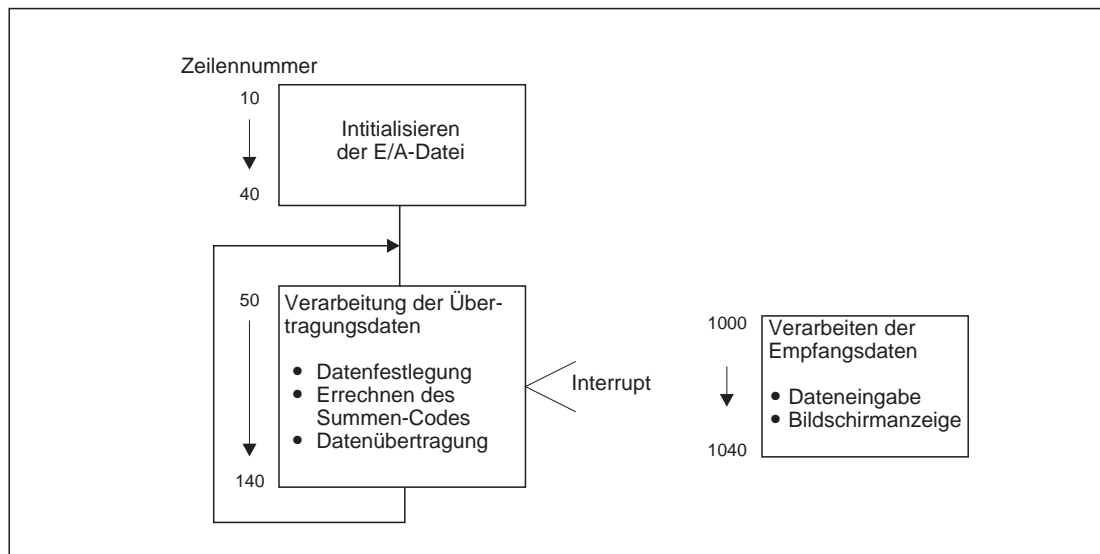 Zeilennummer
10
40
Intitialisieren
der E/A-Datei
50
140
Verarbeitung der Über-
tragungsdaten
• Datenfestlegung
• Errechnen des
Summen-Codes
• Datenübertragung
Interrupt
1000
1040
Verarbeiten der
Empfangsdaten
• Dateneingabe
• Bildschirmanzeige